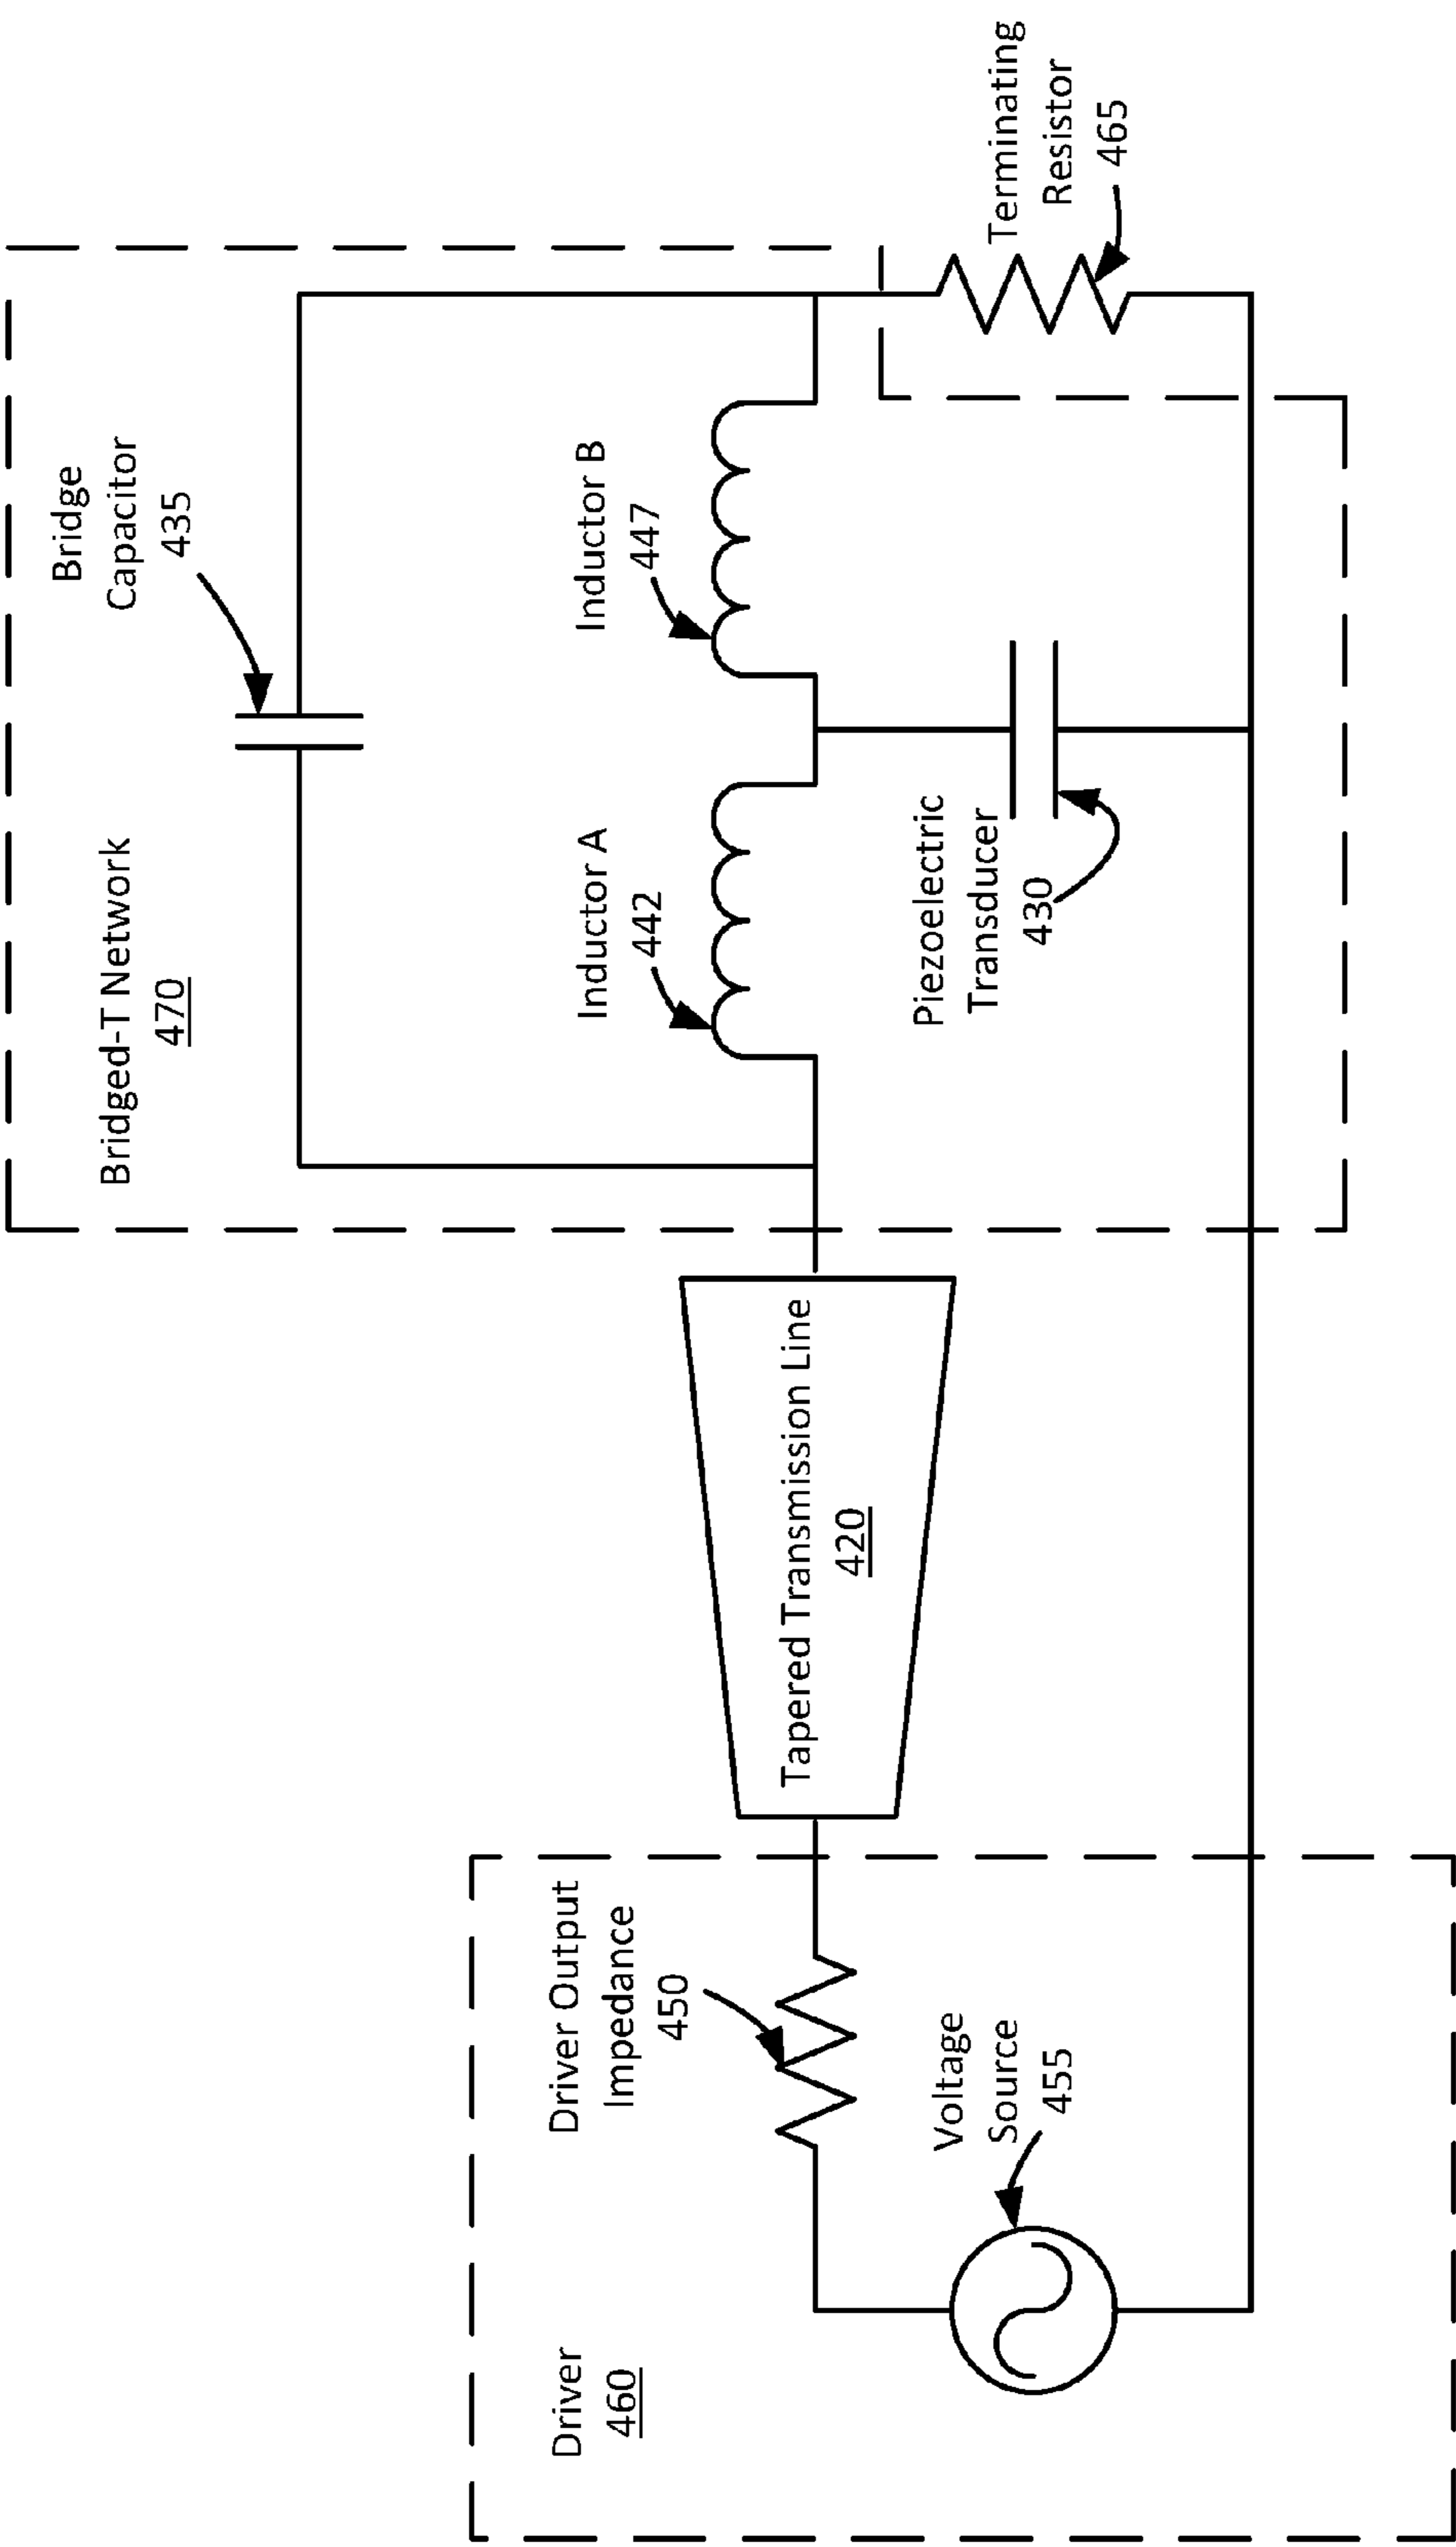 Bridged-T Network
470
Bridge
Capacitor
435
Inductor A
442
Inductor B
447
Piezoelectric
Transducer
430
Terminating
Resistor
465
Tapered Transmission Line
420
Driver
460
Driver Output
Impedance
450
Voltage
Source
455